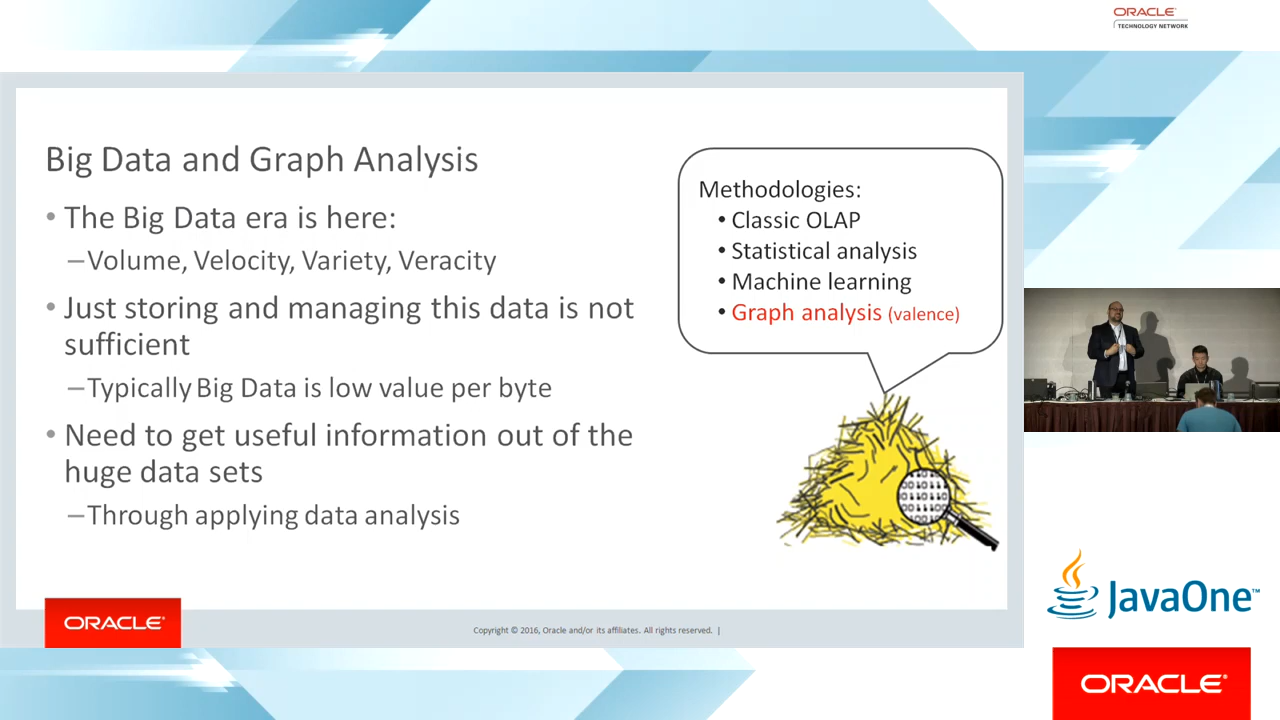 ORACLE®
TECHNOLOGY NETWORK
Big Data and Graph Analysis
• The Big Data era is here:
–Volume, Velocity, Variety, Veracity
• Just storing and managing this data is not
sufficient
–Typically Big Data is low value per byte
• Need to get useful information out of the
huge data sets
–Through applying data analysis
Methodologies:
• Classic OLAP
• Statistical analysis
• Machine learning
• Graph analysis (valence)
ORACLE®
Copyright © 2016, Oracle and/or its affiliates. All rights reserved. |
JavaOne™
ORACLE®